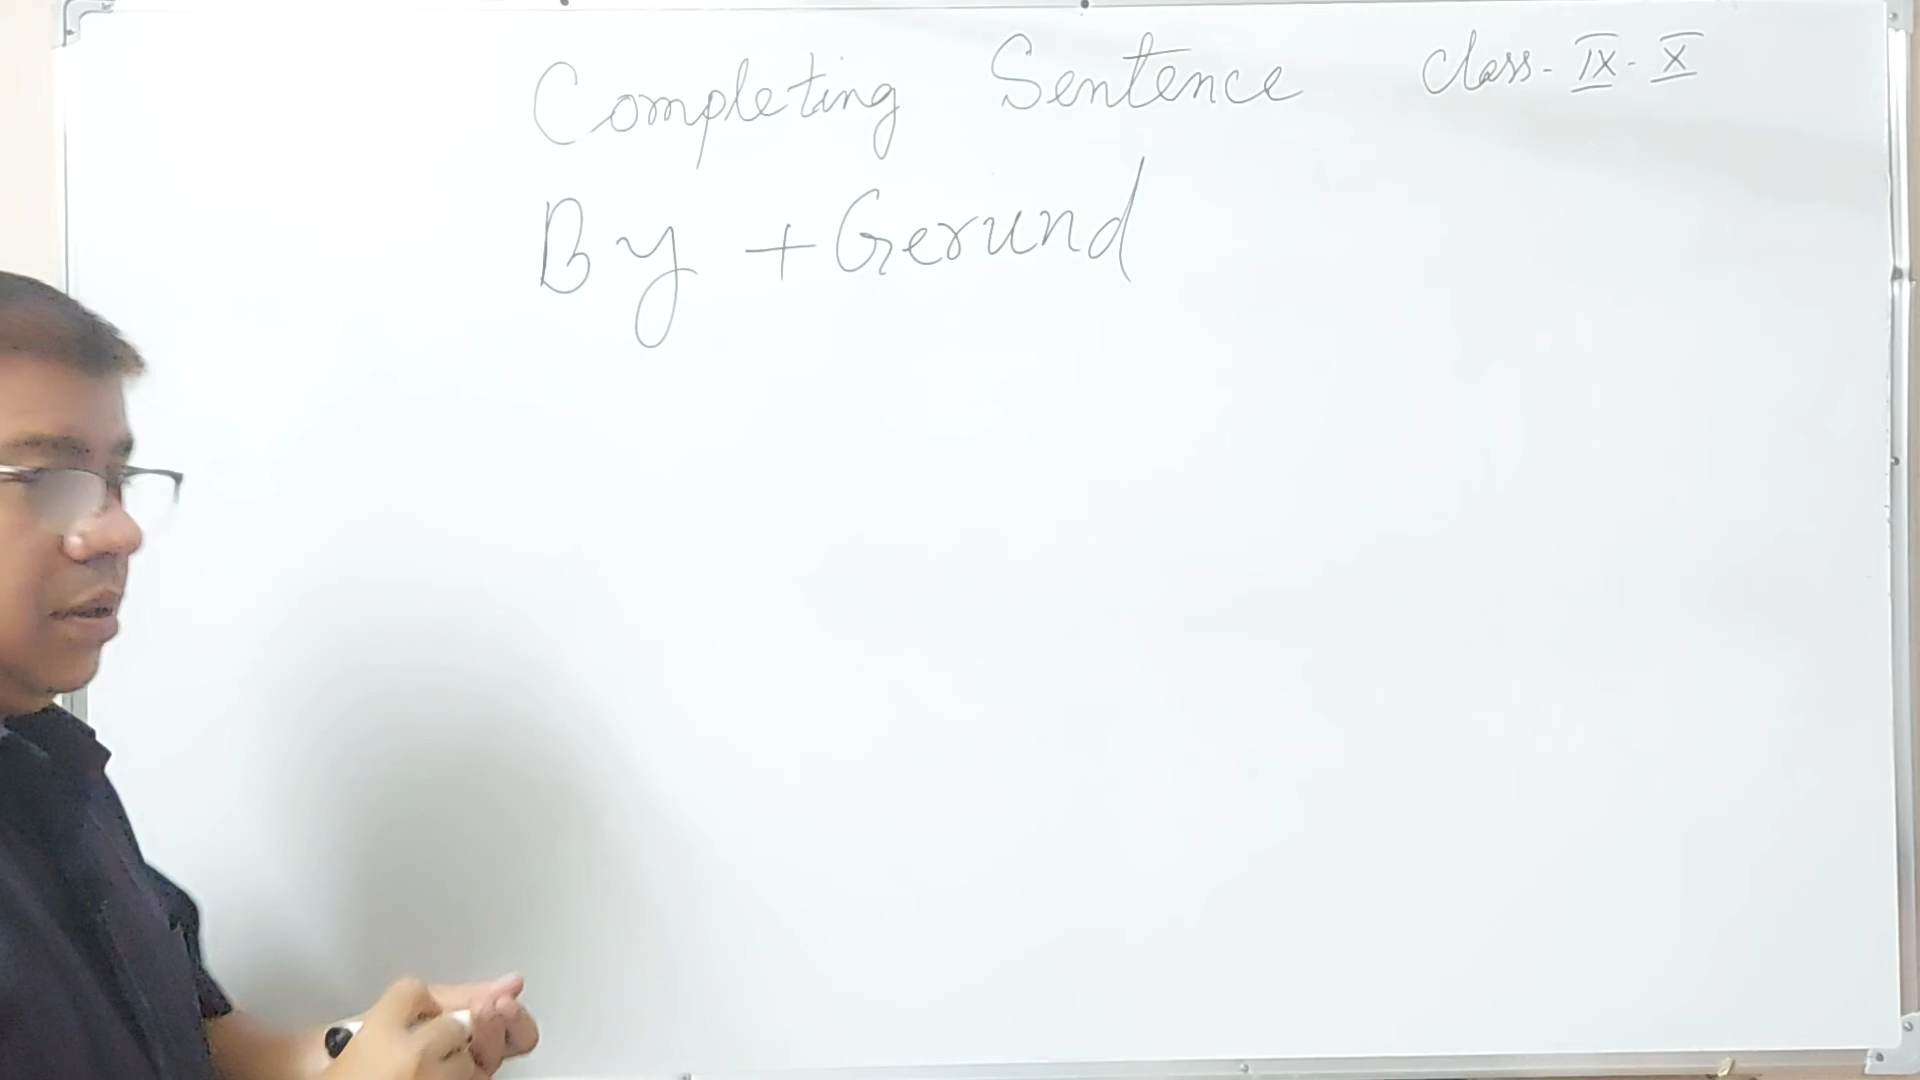 Completing Sentence Class - IX - X
By + Gerund